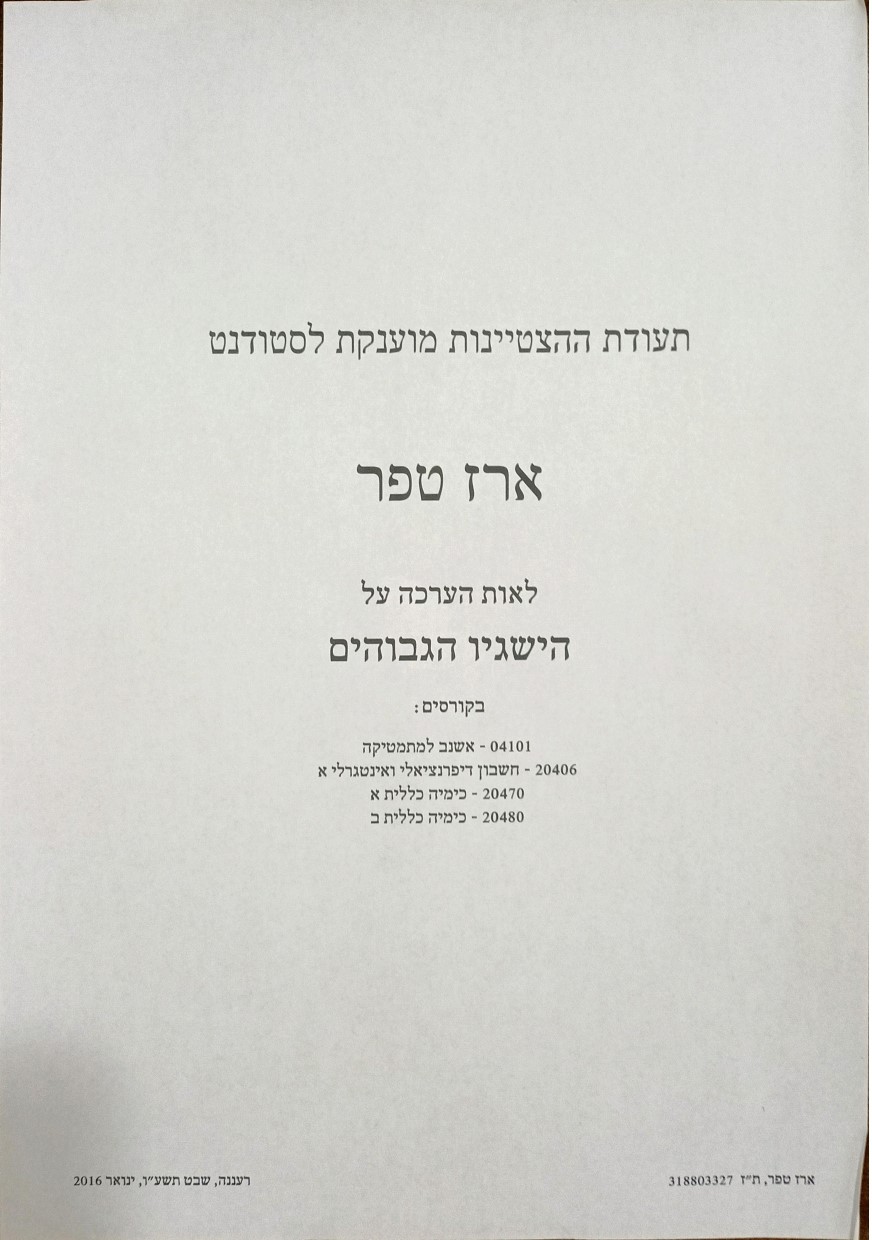 תעודת ההצטיינות מוענקת לסטודנט
ארז טפר
לאות הערכה על
הישגיו הגבוהים
בקורסים:
04101 - אשנב למתמטיקה
20406 - חשבון דיפרנציאלי ואינטגרלי א
20470 - כימיה כללית א
20480 - כימיה כללית ב
ארז טפר, ת״ז 318803327
רעננה, שבט תשע״ו, ינואר 2016